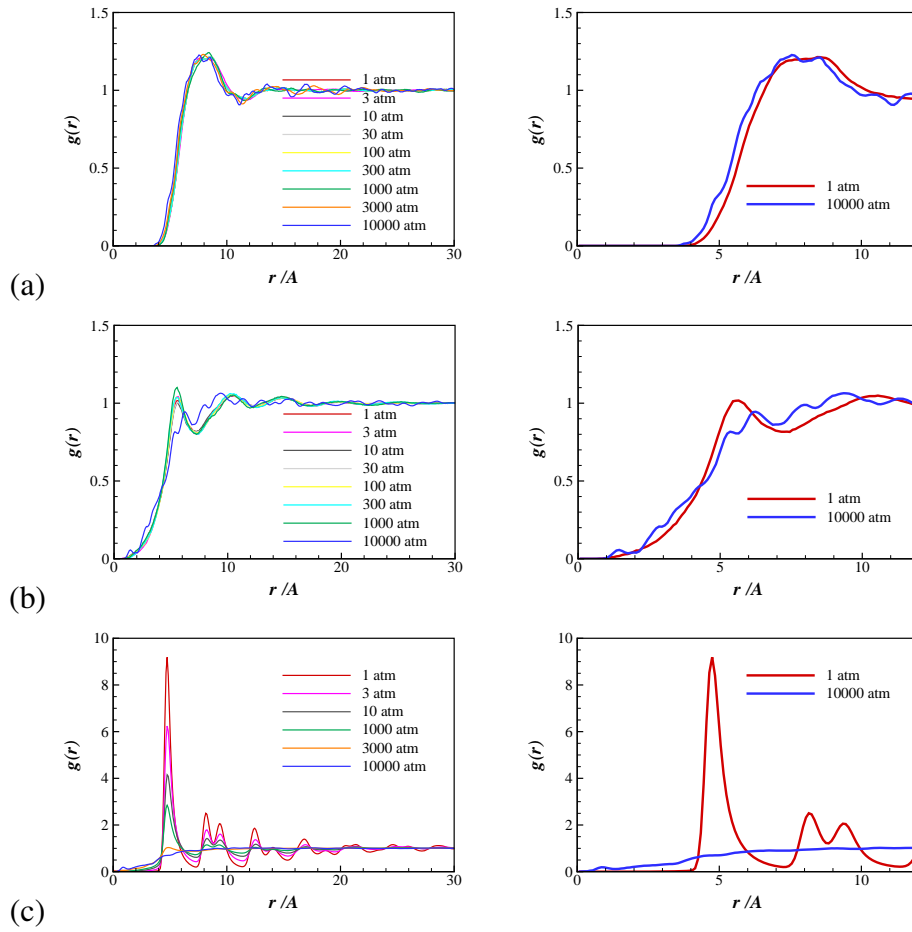 1.5
1
0.5
0
g(r)
0 10 20 30
r /A
1 atm
3 atm
10 atm
30 atm
100 atm
300 atm
1000 atm
3000 atm
10000 atm
1.5
1
0.5
0
g(r)
0 5 10
r /A
1 atm
10000 atm
(a)
1.5
1
0.5
0
g(r)
0 10 20 30
r /A
1 atm
3 atm
10 atm
30 atm
100 atm
300 atm
1000 atm
10000 atm
1.5
1
0.5
0
g(r)
0 5 10
r /A
1 atm
10000 atm
(b)
10
8
6
4
2
0
g(r)
0 10 20 30
r /A
1 atm
3 atm
10 atm
1000 atm
3000 atm
10000 atm
10
8
6
4
2
0
g(r)
0 5 10
r /A
1 atm
10000 atm
(c)